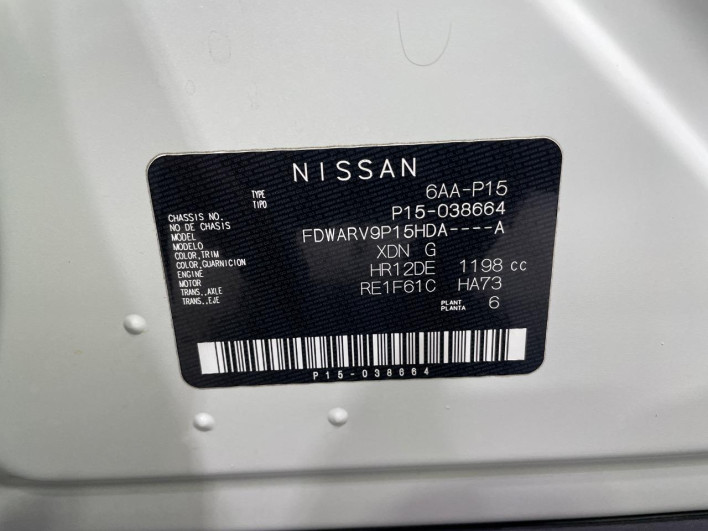 NISSAN
TYPE
TIPO
6AA-P15
CHASSIS NO.
NO DE CHASIS
P15-038664
MODEL
MODELO
FDWARV9P15HDA----A
COLOR,TRIM
COLOR,GUARNICION
XDN G
ENGINE
MOTOR
HR12DE 1198 cc
TRANS.,AXLE
TRANS.,EJE
RE1F61C HA73
PLANT
PLANTA
6
P15-038664